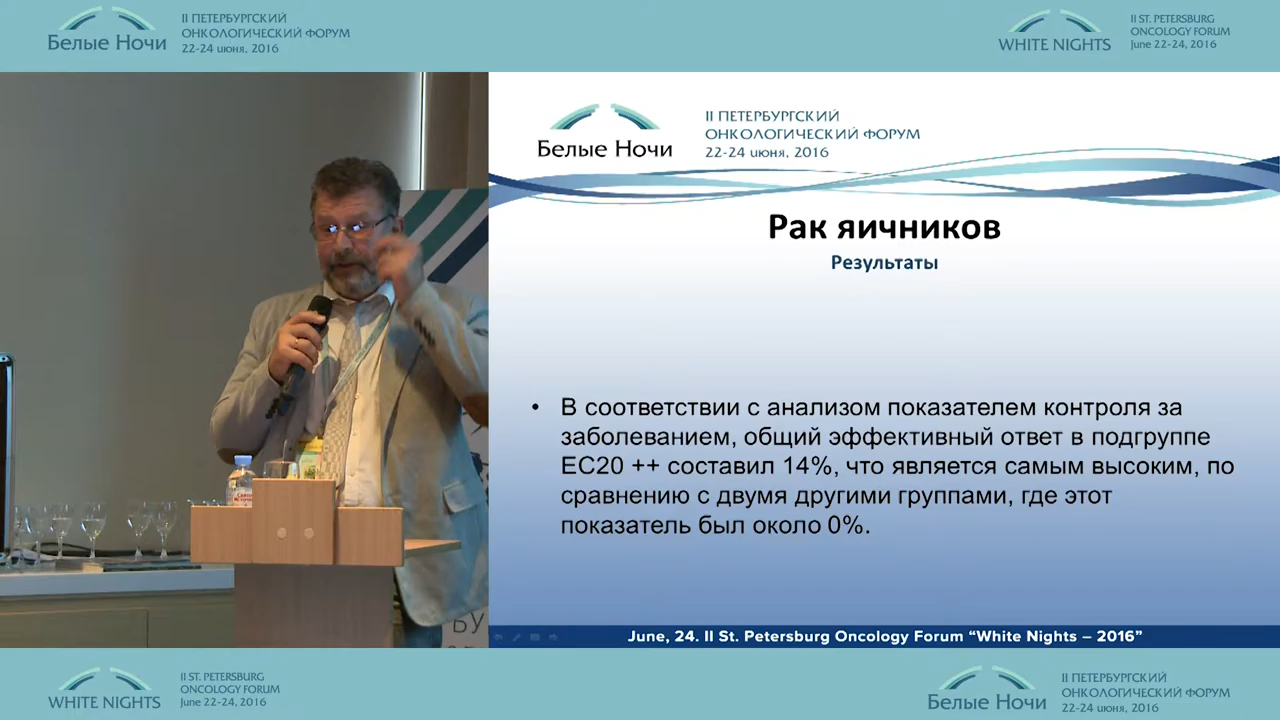 Белые Ночи
II ПЕТЕРБУРГСКИЙ
ОНКОЛОГИЧЕСКИЙ ФОРУМ
22-24 июня, 2016
WHITE NIGHTS
II ST. PETERSBURG
ONCOLOGY FORUM
June 22-24, 2016
Белые Ночи
II ПЕТЕРБУРГСКИЙ
ОНКОЛОГИЧЕСКИЙ ФОРУМ
22-24 июня, 2016
Рак яичников
Результаты
• В соответствии с анализом показателем контроля за
заболеванием, общий эффективный ответ в подгруппе
EC20 ++ составил 14%, что является самым высоким, по
сравнению с двумя другими группами, где этот
показатель был около 0%.
June, 24. II St. Petersburg Oncology Forum “White Nights – 2016”
WHITE NIGHTS
II ST. PETERSBURG
ONCOLOGY FORUM
June 22-24, 2016
Белые Ночи
II ПЕТЕРБУРГСКИЙ
ОНКОЛОГИЧЕСКИЙ ФОРУМ
22-24 июня, 2016